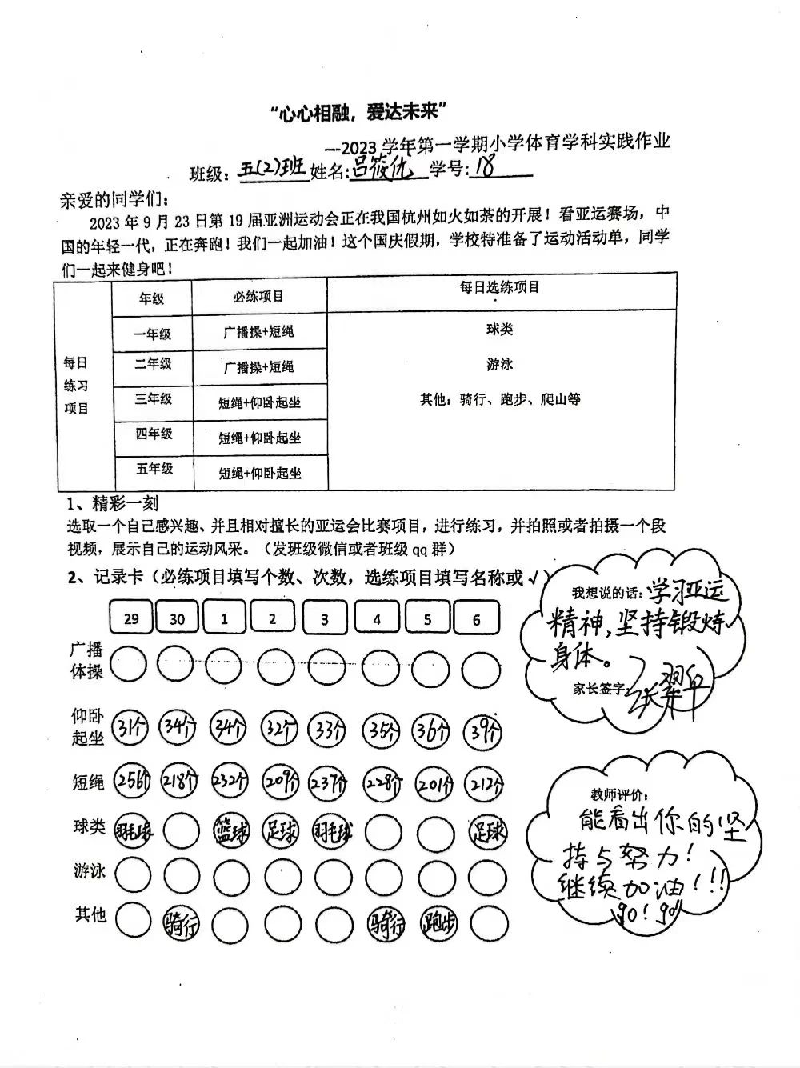 “心心相融，爱达未来”
—2023 学年第一学期小学体育学科实践作业
班级：五(2)班 姓名：吕筱优 学号：18
亲爱的同学们：
2023 年 9 月 23 日第 19 届亚洲运动会正在我国杭州如火如荼的开展！看亚运赛场，中
国的年轻一代，正在奔跑！我们一起加油！这个国庆假期，学校特准备了运动活动单，同学
们一起来健身吧！
年级 必练项目 每日选练项目
一年级 广播操+短绳 球类
每日 二年级 广播操+短绳 游泳
练习 三年级 短绳+仰卧起坐 其他：骑行、跑步、爬山等
项目
四年级 短绳+仰卧起坐
五年级 短绳+仰卧起坐
1、精彩一刻
选取一个自己感兴趣、并且相对擅长的亚运会比赛项目，进行练习，并拍照或者拍摄一个段
视频，展示自己的运动风采。（发班级微信或者班级 qq 群）
2、记录卡（必练项目填写个数、次数，选练项目填写名称或√）
29 30 1 2 3 4 5 6
广播
体操
仰卧
起坐 31个 34个 34个 32个 33个 35个 36个 39个
短绳 256个 218个 232个 209个 237个 228个 201个 212个
球类 羽毛球 篮球 足球 羽毛球 足球
游泳
其他 骑行 骑行 跑步
我想说的话：学习亚运
精神，坚持锻炼
身体。
家长签字：
教师评价：
能看出你的坚
持与努力！
继续加油！！！
go！go！